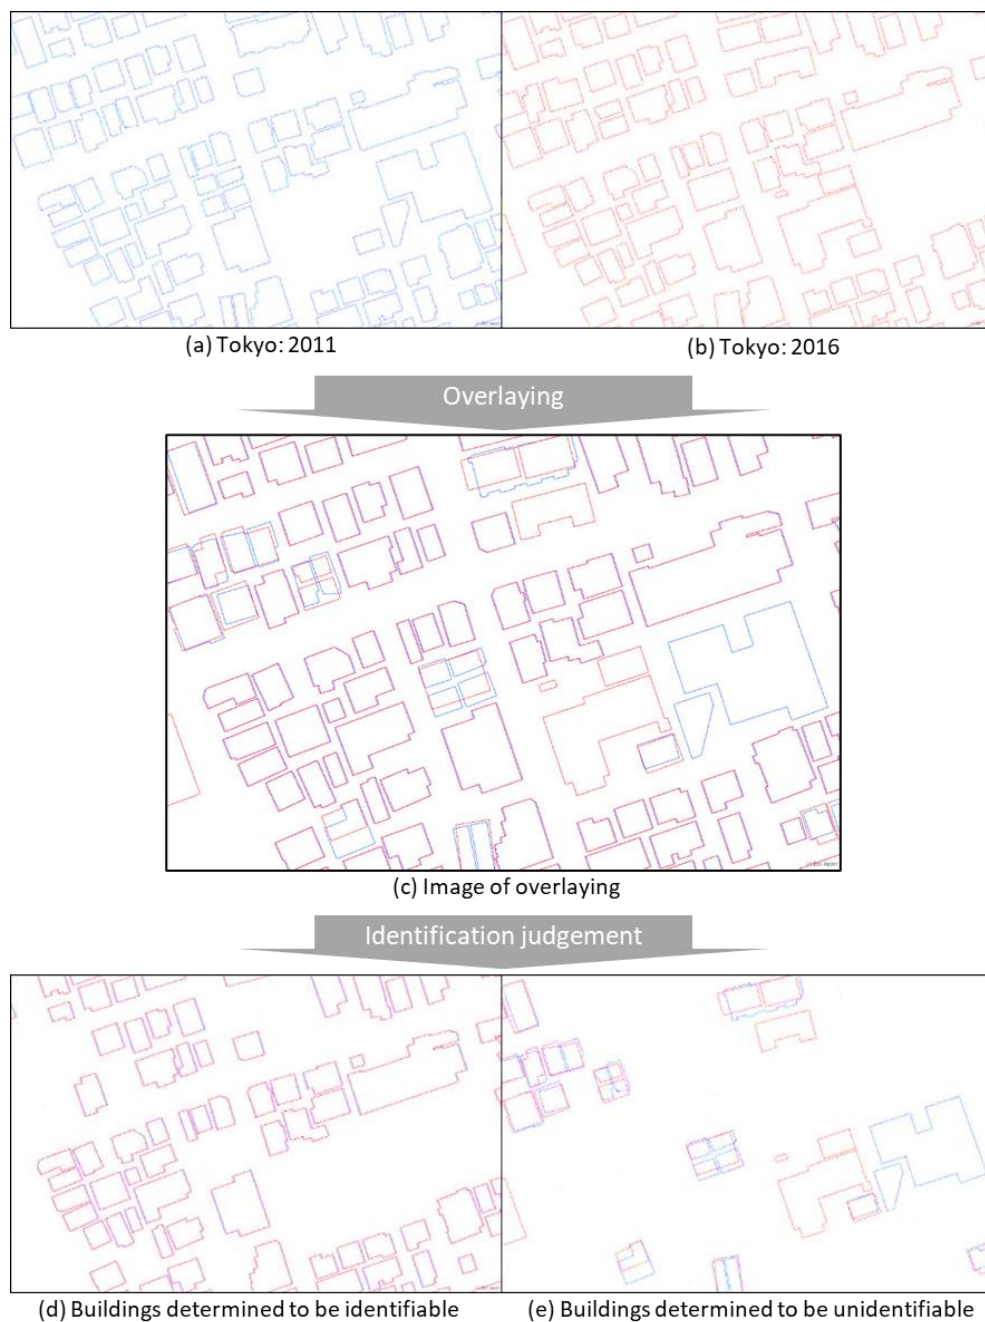 (a) Tokyo: 2011
(b) Tokyo: 2016
Overlaying
(c) Image of overlaying
Identification judgement
(d) Buildings determined to be identifiable
(e) Buildings determined to be unidentifiable